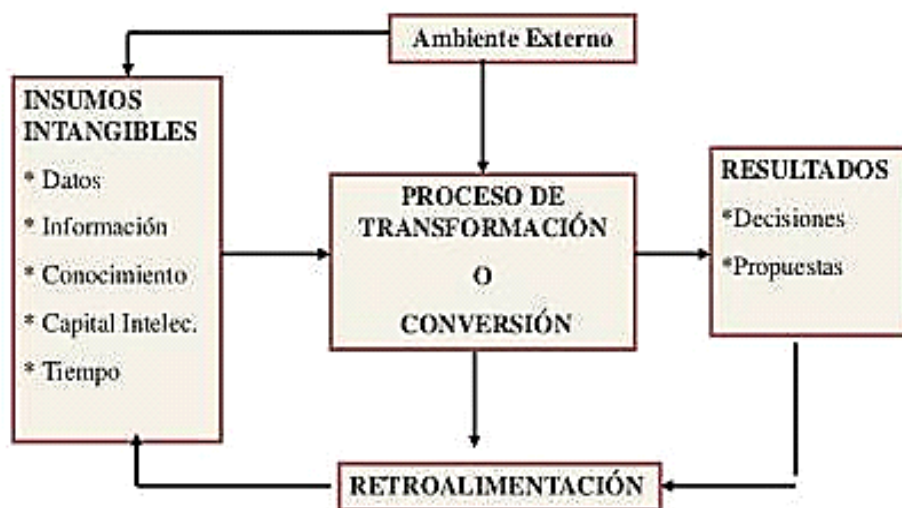 Ambiente Externo
INSUMOS
INTANGIBLES
* Datos
* Información
* Conocimiento
* Capital Intelec.
* Tiempo
PROCESO DE
TRANSFORMACIÓN
O
CONVERSIÓN
RESULTADOS
*Decisiones
*Propuestas
RETROALIMENTACIÓN